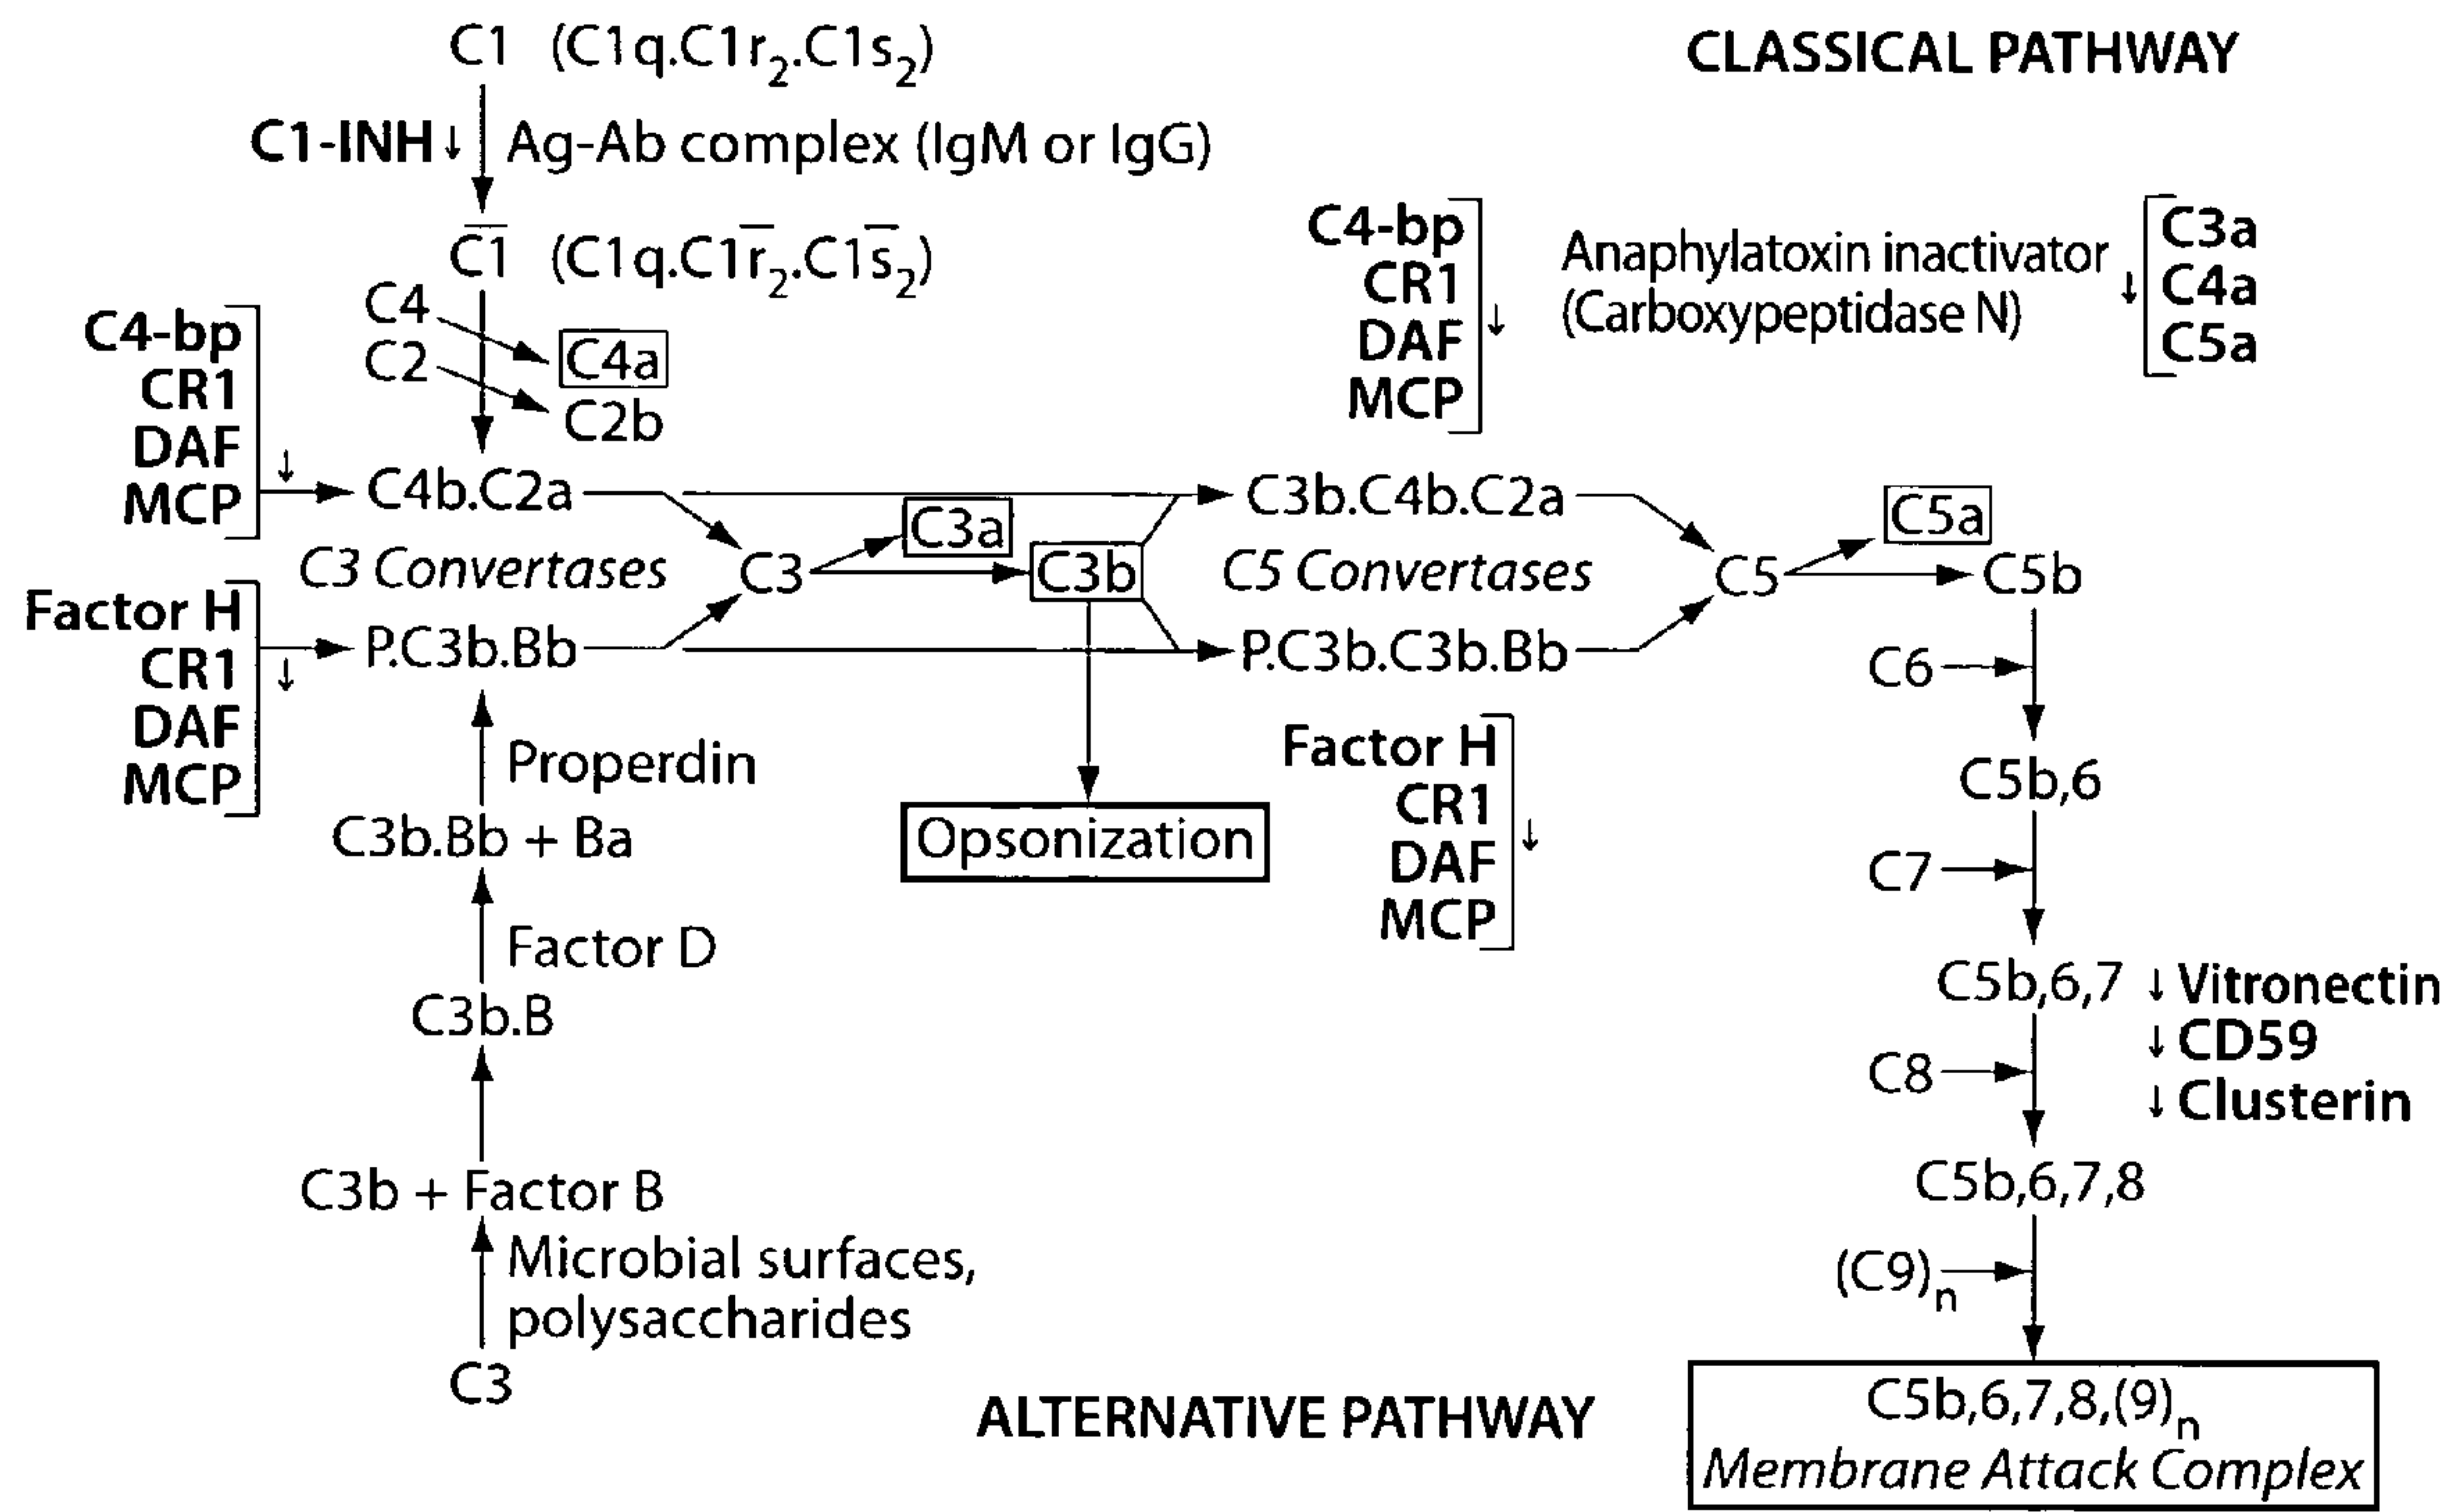 C1 (C1q.C1r₂.C1s₂)
CLASSICAL PATHWAY
C1-INH↓ Ag-Ab complex (IgM or IgG)
C̅1̅ (C1q.C1r̅₂.C1s̅₂)
C4
C2
C4a
C2b
C4-bp
CR1
DAF
MCP
↓
C4b.C2a
C3 Convertases
Factor H
CR1
DAF
MCP
↓
P.C3b.Bb
Properdin
C3b.Bb + Ba
Factor D
C3b.B
C3b + Factor B
Microbial surfaces,
polysaccharides
C3
C3
C3a
C3b
Opsonization
C4-bp
CR1
DAF
MCP
↓
Anaphylatoxin inactivator
(Carboxypeptidase N)
↓
C3a
C4a
C5a
C3b.C4b.C2a
C5 Convertases
P.C3b.C3b.Bb
Factor H
CR1
DAF
MCP
↓
C5
C5a
C5b
C6
C5b,6
C7
C5b,6,7
↓ Vitronectin
↓ CD59
↓ Clusterin
C8
C5b,6,7,8
(C9)ₙ
C5b,6,7,8,(9)ₙ
Membrane Attack Complex
ALTERNATIVE PATHWAY